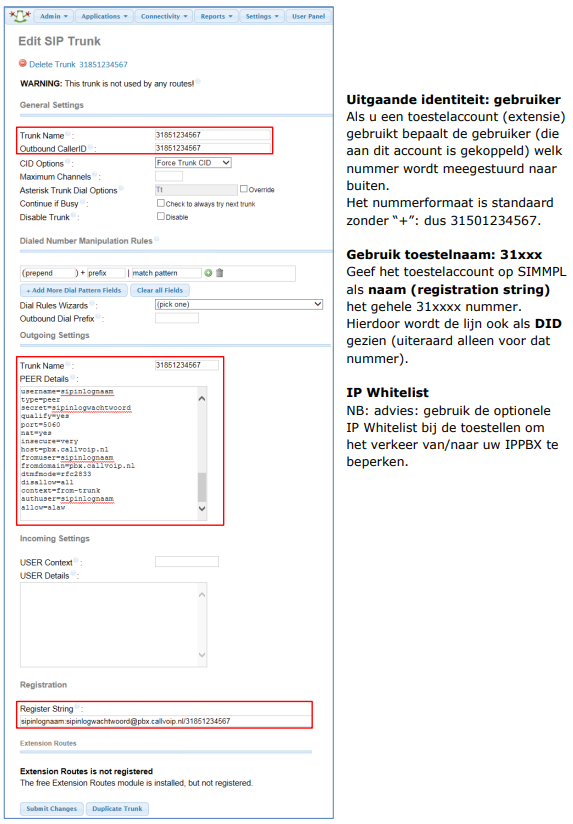 Admin Applications Connectivity Reports Settings User Panel
Edit SIP Trunk
Delete Trunk 31851234567
WARNING: This trunk is not used by any routes!
General Settings
Trunk Name : 31851234567
Outbound CallerID : 31851234567
CID Options : Force Trunk CID
Maximum Channels :
Asterisk Trunk Dial Options Tt Override
Continue if Busy : Check to always try next trunk
Disable Trunk : Disable
Dialed Number Manipulation Rules
(prepend ) + prefix | match pattern
+ Add More Dial Pattern Fields Clear all Fields
Dial Rules Wizards : (pick one)
Outbound Dial Prefix :
Outgoing Settings
Trunk Name : 31851234567
PEER Details :
username=sipinlognaam
type=peer
secret=sipinlogwachtwoord
qualify=yes
port=5060
nat=yes
insecure=very
host=pbx.callvoip.nl
fromuser=sipinlognaam
fromdomain=pbx.callvoip.nl
dtmfmode=rfc2833
disallow=all
context=from-trunk
authuser=sipinlognaam
allow=alaw
Incoming Settings
USER Context :
USER Details :
Registration
Register String :
sipinlognaam:sipinlogwachtwoord@pbx.callvoip.nl/31851234567
Extension Routes
Extension Routes is not registered
The free Extension Routes module is installed, but not registered.
Submit Changes Duplicate Trunk
Uitgaande identiteit: gebruiker
Als u een toestelaccount (extensie)
gebruikt bepaalt de gebruiker (die
aan dit account is gekoppeld) welk
nummer wordt meegestuurd naar
buiten.
Het nummerformaat is standaard
zonder “+”: dus 31501234567.
Gebruik toestelnaam: 31xxx
Geef het toestelaccount op SIMMPL
als naam (registration string)
het gehele 31xxxx nummer.
Hierdoor wordt de lijn ook als DID
gezien (uiteraard alleen voor dat
nummer).
IP Whitelist
NB: advies: gebruik de optionele
IP Whitelist bij de toestellen om
het verkeer van/naar uw IPPBX te
beperken.